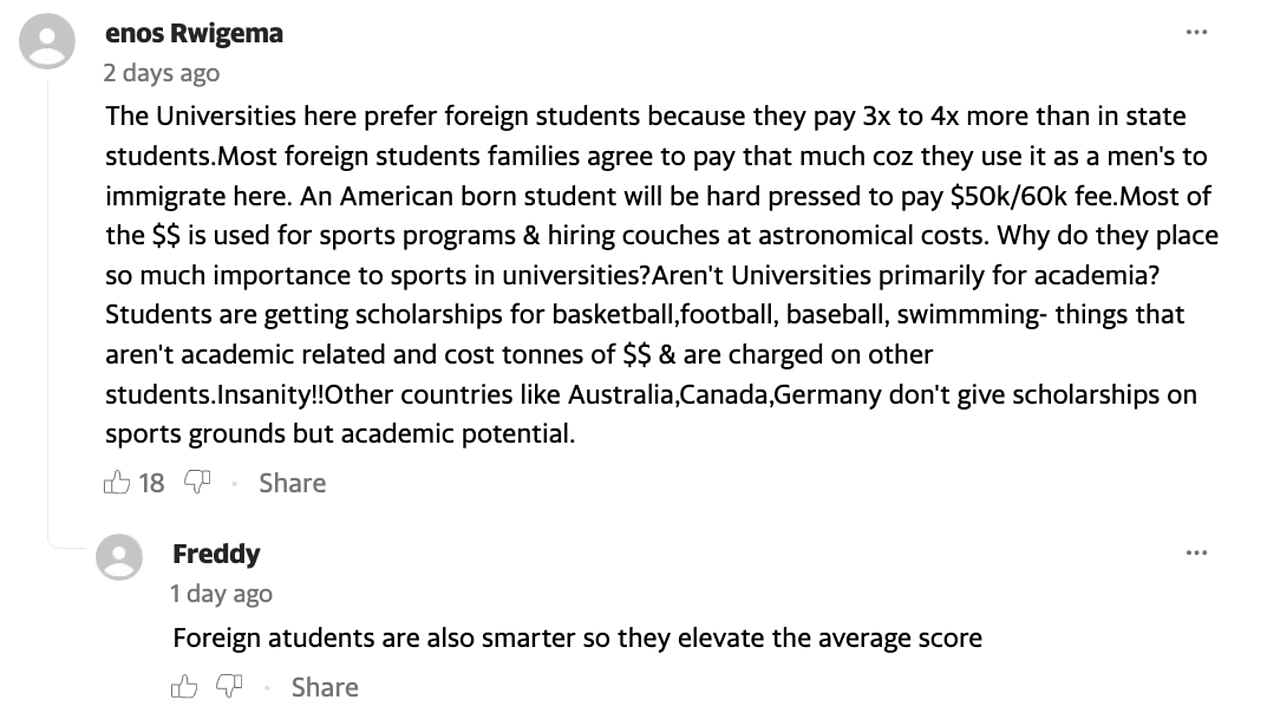 enos Rwigema
2 days ago
The Universities here prefer foreign students because they pay 3x to 4x more than in state
students.Most foreign students families agree to pay that much coz they use it as a men's to
immigrate here. An American born student will be hard pressed to pay $50k/60k fee.Most of
the $$ is used for sports programs & hiring couches at astronomical costs. Why do they place
so much importance to sports in universities?Aren't Universities primarily for academia?
Students are getting scholarships for basketball,football, baseball, swimmming- things that
aren't academic related and cost tonnes of $$ & are charged on other
students.Insanity!!Other countries like Australia,Canada,Germany don't give scholarships on
sports grounds but academic potential.
18 Share
Freddy
1 day ago
Foreign atudents are also smarter so they elevate the average score
Share